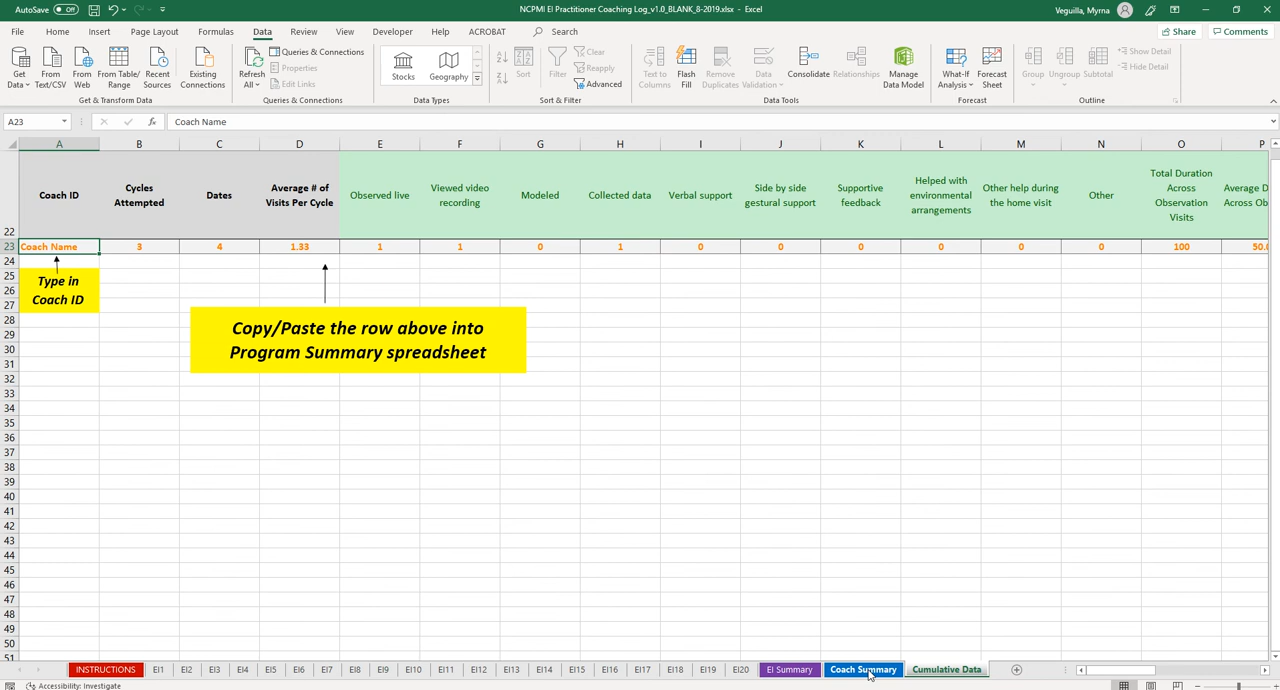 AutoSave Off
NCPMI EI Practitioner Coaching Log_v1.0_BLANK_8-2019.xlsx - Excel
Veguilla, Myrna
File Home Insert Page Layout Formulas Data Review View Developer Help ACROBAT Search Share Comments
Get Data
From Text/CSV
From Web
From Table/Range
Recent Sources
Existing Connections
Get & Transform Data
Refresh All
Queries & Connections
Properties
Edit Links
Queries & Connections
Stocks
Geography
Data Types
Sort
Filter
Clear
Reapply
Advanced
Sort & Filter
Text to Columns
Flash Fill
Remove Duplicates
Data Validation
Consolidate
Relationships
Manage Data Model
Data Tools
What-If Analysis
Forecast Sheet
Forecast
Group
Ungroup
Subtotal
Show Detail
Hide Detail
Outline
A23 fx Coach Name
A B C D E F G H I J K L M N O P
22 Coach ID
Cycles Attempted
Dates
Average # of Visits Per Cycle
Observed live
Viewed video recording
Modeled
Collected data
Verbal support
Side by side gestural support
Supportive feedback
Helped with environmental arrangements
Other help during the home visit
Other
Total Duration Across Observation Visits
Average D
Across Ob
23 Coach Name 3 4 1.33 1 1 0 1 0 0 0 0 0 0 100 50.0
24
25
26
27
28
29
30
31
32
33
34
35
36
37
38
39
40
41
42
43
44
45
46
47
48
49
50
51
Type in
Coach ID
Copy/Paste the row above into
Program Summary spreadsheet
INSTRUCTIONS EI1 EI2 EI3 EI4 EI5 EI6 EI7 EI8 EI9 EI10 EI11 EI12 EI13 EI14 EI15 EI16 EI17 EI18 EI19 EI20 EI Summary Coach Summary Cumulative Data
Accessibility: Investigate